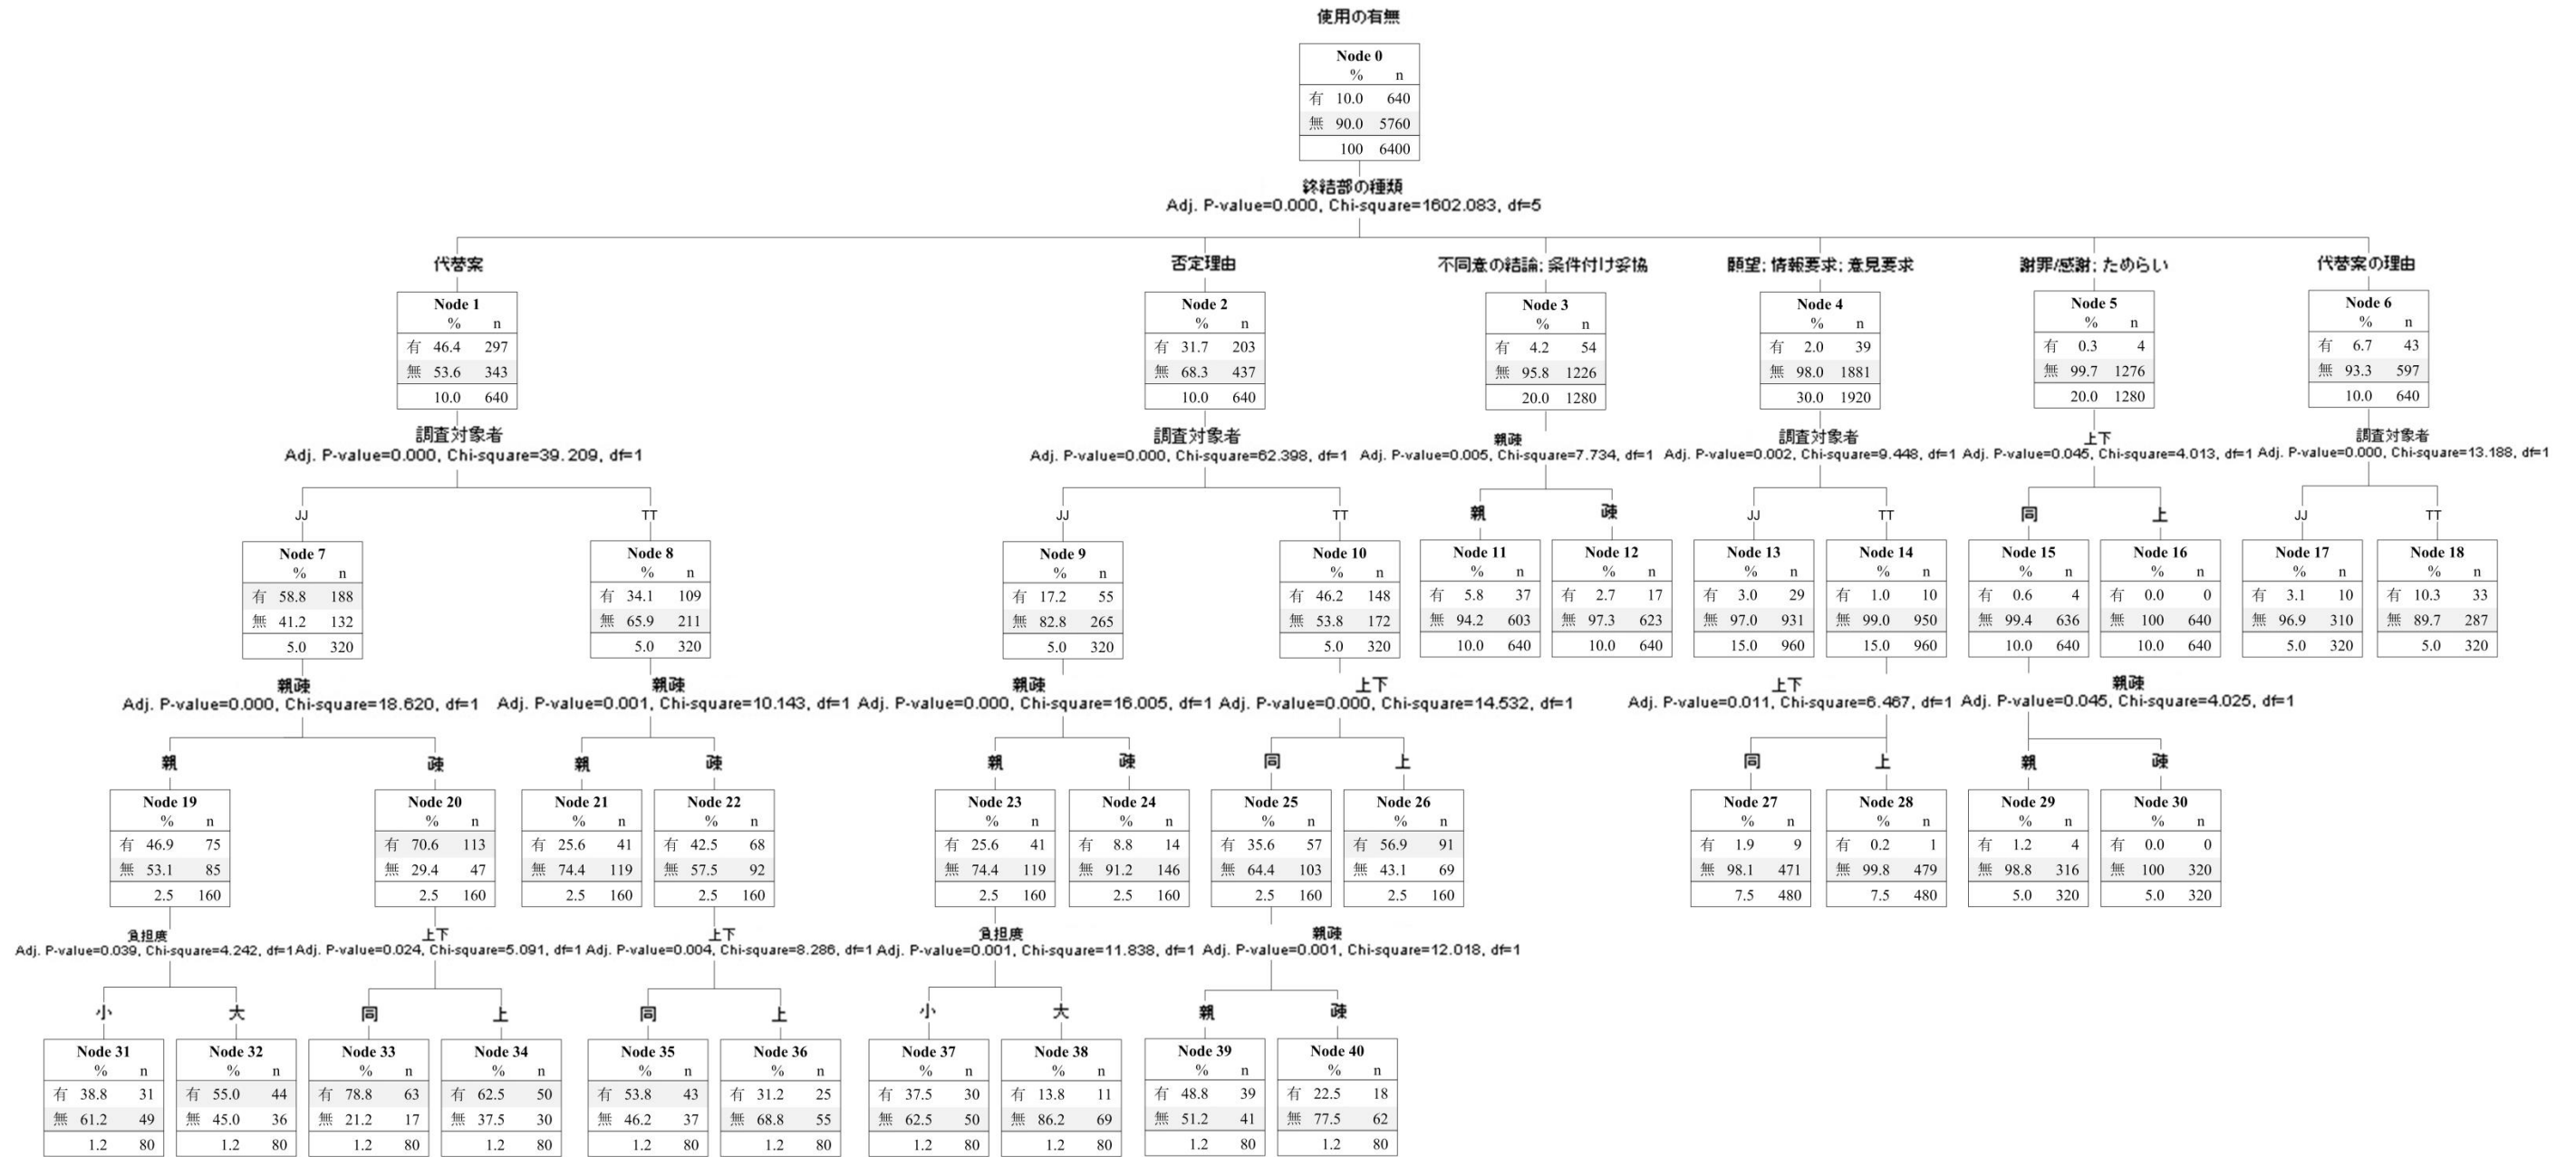 使用の有無
Node 0
% n
有 10.0 640
無 90.0 5760
100 6400
終結部の種類
Adj. P-value=0.000, Chi-square=1602.083, df=5
代替案
Node 1
% n
有 46.4 297
無 53.6 343
10.0 640
調査対象者
Adj. P-value=0.000, Chi-square=39.209, df=1
否定理由
Node 2
% n
有 31.7 203
無 68.3 437
10.0 640
調査対象者
Adj. P-value=0.000, Chi-square=62.398, df=1
不同意の結論;条件付け妥協
Node 3
% n
有 4.2 54
無 95.8 1226
20.0 1280
親疎
Adj. P-value=0.005, Chi-square=7.734, df=1
願望; 情報要求; 意見要求
Node 4
% n
有 2.0 39
無 98.0 1881
30.0 1920
調査対象者
Adj. P-value=0.002, Chi-square=9.448, df=1
謝罪/感謝; ためらい
Node 5
% n
有 0.3 4
無 99.7 1276
20.0 1280
上下
Adj. P-value=0.045, Chi-square=4.013, df=1
代替案の理由
Node 6
% n
有 6.7 43
無 93.3 597
10.0 640
調査対象者
Adj. P-value=0.000, Chi-square=13.188, df=1
JJ
Node 7
% n
有 58.8 188
無 41.2 132
5.0 320
親疎
Adj. P-value=0.000, Chi-square=18.620, df=1
TT
Node 8
% n
有 34.1 109
無 65.9 211
5.0 320
親疎
Adj. P-value=0.001, Chi-square=10.143, df=1
JJ
Node 9
% n
有 17.2 55
無 82.8 265
5.0 320
親疎
Adj. P-value=0.000, Chi-square=16.005, df=1
TT
Node 10
% n
有 46.2 148
無 53.8 172
5.0 320
上下
Adj. P-value=0.000, Chi-square=14.532, df=1
親
Node 11
% n
有 5.8 37
無 94.2 603
10.0 640
疎
Node 12
% n
有 2.7 17
無 97.3 623
10.0 640
JJ
Node 13
% n
有 3.0 29
無 97.0 931
15.0 960
TT
Node 14
% n
有 1.0 10
無 99.0 950
15.0 960
上下
Adj. P-value=0.011, Chi-square=6.467, df=1
同
Node 15
% n
有 0.6 4
無 99.4 636
10.0 640
親疎
Adj. P-value=0.045, Chi-square=4.025, df=1
上
Node 16
% n
有 0.0 0
無 100 640
10.0 640
JJ
Node 17
% n
有 3.1 10
無 96.9 310
5.0 320
TT
Node 18
% n
有 10.3 33
無 89.7 287
5.0 320
親
Node 19
% n
有 46.9 75
無 53.1 85
2.5 160
負担度
Adj. P-value=0.039, Chi-square=4.242, df=1
疎
Node 20
% n
有 70.6 113
無 29.4 47
2.5 160
上下
Adj. P-value=0.024, Chi-square=5.091, df=1
親
Node 21
% n
有 25.6 41
無 74.4 119
2.5 160
疎
Node 22
% n
有 42.5 68
無 57.5 92
2.5 160
上下
Adj. P-value=0.004, Chi-square=8.286, df=1
親
Node 23
% n
有 25.6 41
無 74.4 119
2.5 160
負担度
Adj. P-value=0.001, Chi-square=11.838, df=1
疎
Node 24
% n
有 8.8 14
無 91.2 146
2.5 160
同
Node 25
% n
有 35.6 57
無 64.4 103
2.5 160
親疎
Adj. P-value=0.001, Chi-square=12.018, df=1
上
Node 26
% n
有 56.9 91
無 43.1 69
2.5 160
同
Node 27
% n
有 1.9 9
無 98.1 471
7.5 480
上
Node 28
% n
有 0.2 1
無 99.8 479
7.5 480
親
Node 29
% n
有 1.2 4
無 98.8 316
5.0 320
疎
Node 30
% n
有 0.0 0
無 100 320
5.0 320
小
Node 31
% n
有 38.8 31
無 61.2 49
1.2 80
大
Node 32
% n
有 55.0 44
無 45.0 36
1.2 80
同
Node 33
% n
有 78.8 63
無 21.2 17
1.2 80
上
Node 34
% n
有 62.5 50
無 37.5 30
1.2 80
同
Node 35
% n
有 53.8 43
無 46.2 37
1.2 80
上
Node 36
% n
有 31.2 25
無 68.8 55
1.2 80
小
Node 37
% n
有 37.5 30
無 62.5 50
1.2 80
大
Node 38
% n
有 13.8 11
無 86.2 69
1.2 80
親
Node 39
% n
有 48.8 39
無 51.2 41
1.2 80
疎
Node 40
% n
有 22.5 18
無 77.5 62
1.2 80